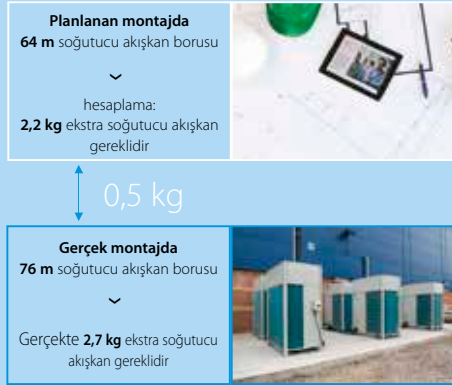 Planlanan montajda
64 m soğutucu akışkan borusu
hesaplama:
2,2 kg ekstra soğutucu akışkan
gereklidir
0,5 kg
Gerçek montajda
76 m soğutucu akışkan borusu
Gerçekte 2,7 kg ekstra soğutucu
akışkan gereklidir